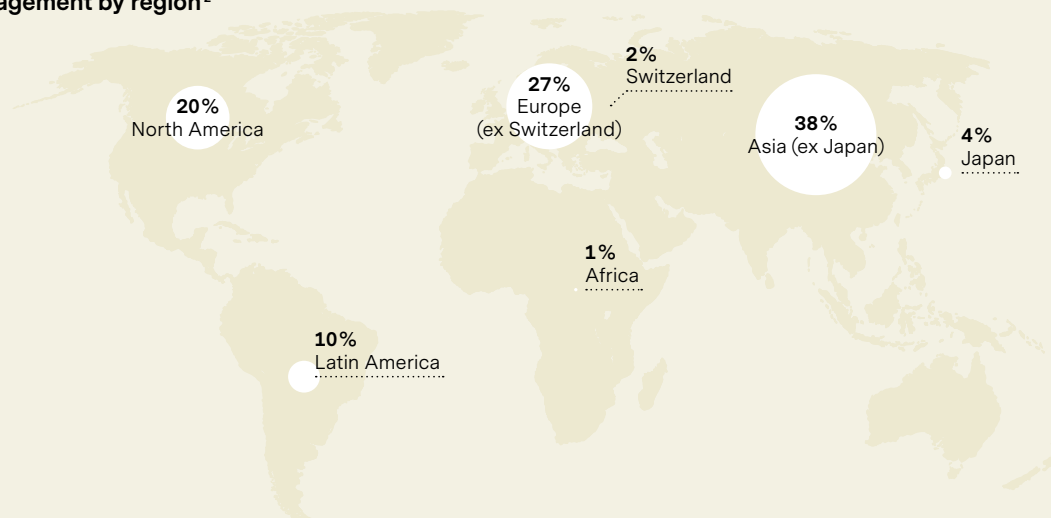 agement by region²
2%
Switzerland
27%
Europe
(ex Switzerland)
20%
North America
38%
Asia (ex Japan)
4%
Japan
1%
Africa
10%
Latin America